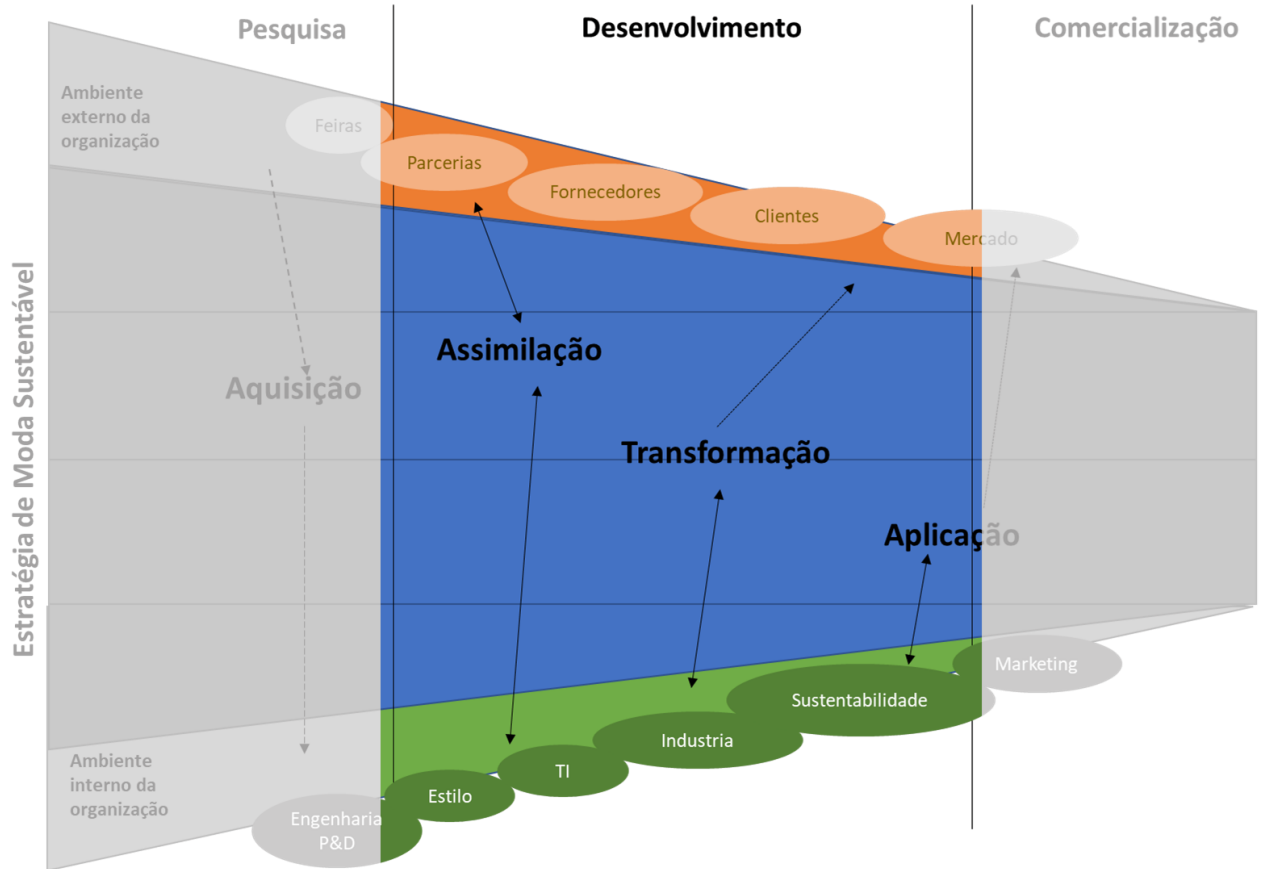 Pesquisa
Desenvolvimento
Comercialização
Ambiente
externo da
organização
Feiras
Parcerias
Fornecedores
Clientes
Mercado
Estratégia de Moda Sustentável
Assimilação
Aquisição
Transformação
Aplicação
Marketing
Sustentabilidade
Industria
TI
Estilo
Ambiente
interno da
organização
Engenharia
P&D